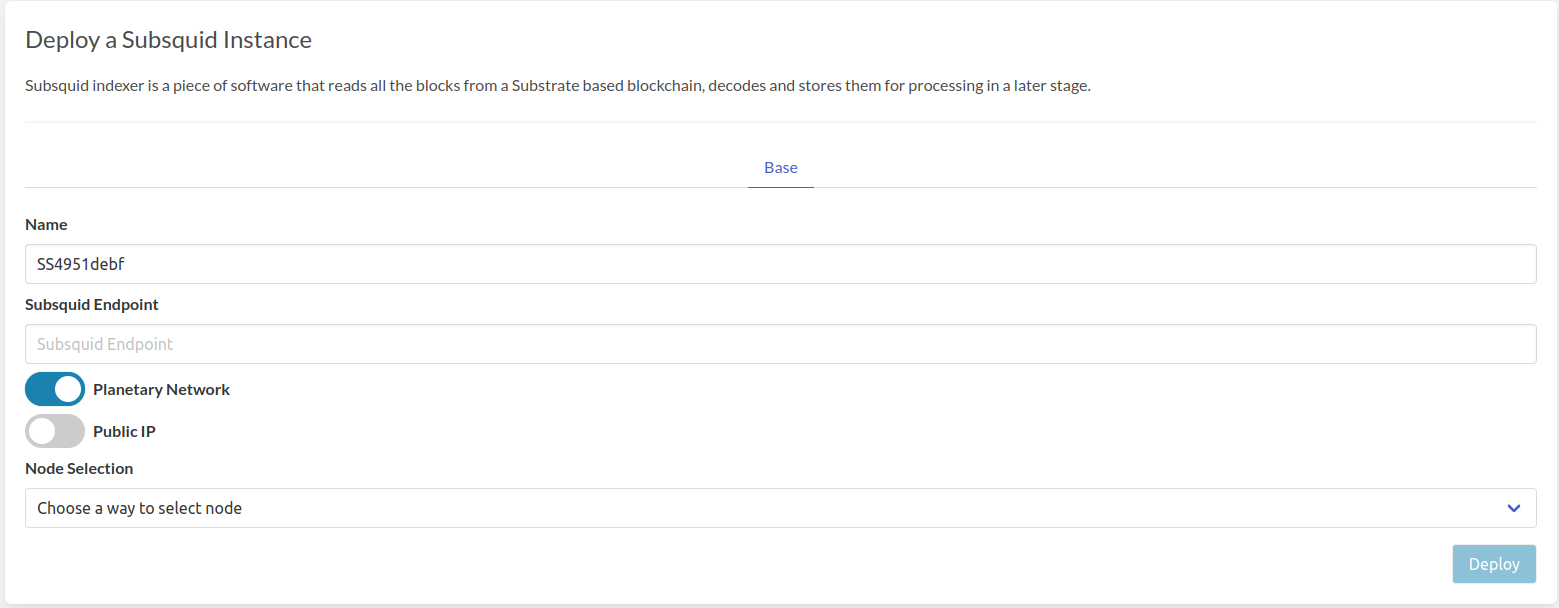 Deploy a Subsquid Instance
Subsquid indexer is a piece of software that reads all the blocks from a Substrate based blockchain, decodes and stores them for processing in a later stage.
Base
Name
SS4951debf
Subsquid Endpoint
Subsquid Endpoint
Planetary Network
Public IP
Node Selection
Choose a way to select node
Deploy